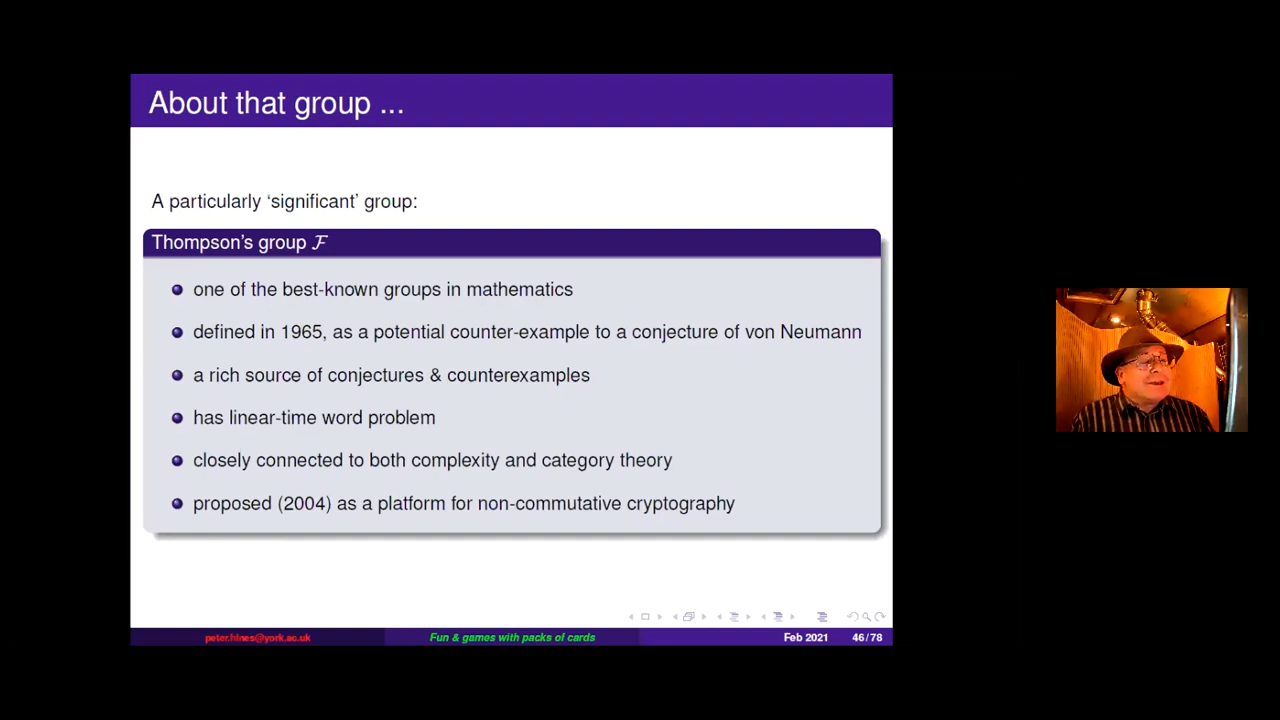 About that group ...
A particularly ‘significant’ group:
Thompson’s group ℱ
one of the best-known groups in mathematics
defined in 1965, as a potential counter-example to a conjecture of von Neumann
a rich source of conjectures & counterexamples
has linear-time word problem
closely connected to both complexity and category theory
proposed (2004) as a platform for non-commutative cryptography
peter.hines@york.ac.uk
Fun & games with packs of cards
Feb 2021
46 / 78